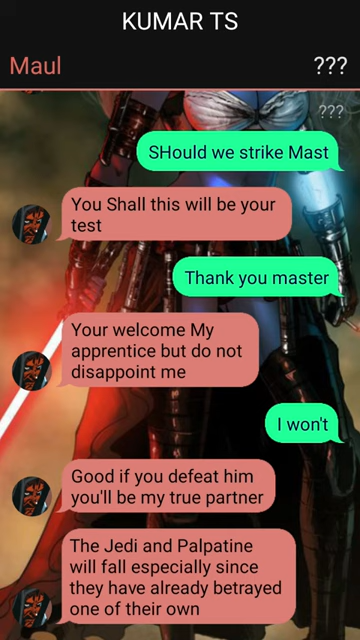 KUMAR TS
Maul
???
???
SHould we strike Mast
You Shall this will be your
test
Thank you master
Your welcome My
apprentice but do not
disappoint me
I won't
Good if you defeat him
you'll be my true partner
The Jedi and Palpatine
will fall especially since
they have already betrayed
one of their own